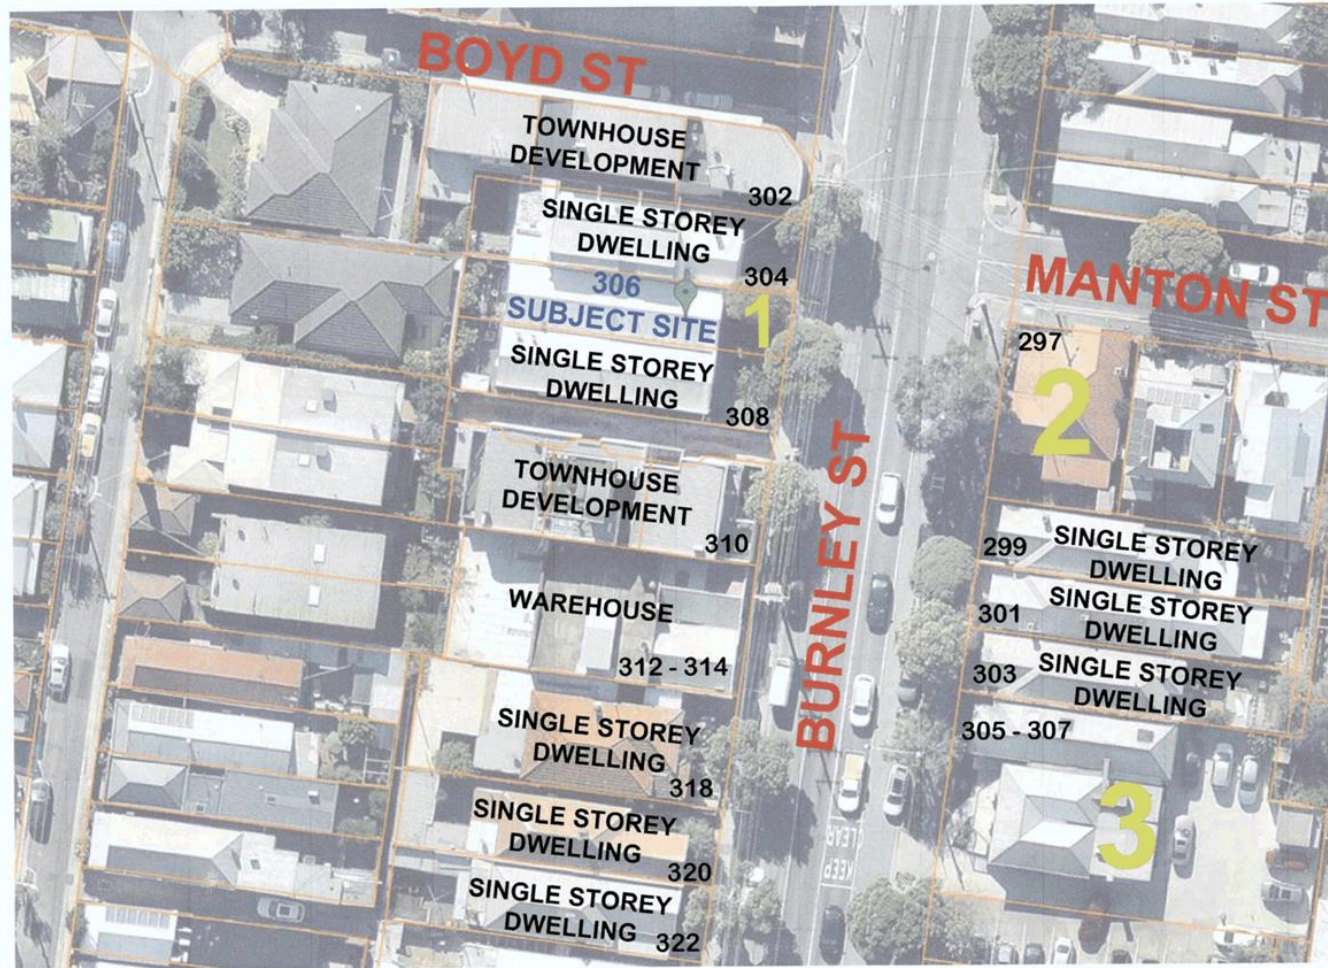 BOYD ST
TOWNHOUSE
DEVELOPMENT
302
SINGLE STOREY
DWELLING
304
306
SUBJECT SITE
1
SINGLE STOREY
DWELLING
308
TOWNHOUSE
DEVELOPMENT
310
WAREHOUSE
312 - 314
SINGLE STOREY
DWELLING
318
SINGLE STOREY
DWELLING
320
SINGLE STOREY
DWELLING
322
BURNLEY ST
KEEP
CLEAR
MANTON ST
297
2
299
SINGLE STOREY
DWELLING
301
SINGLE STOREY
DWELLING
303
SINGLE STOREY
DWELLING
305 - 307
3